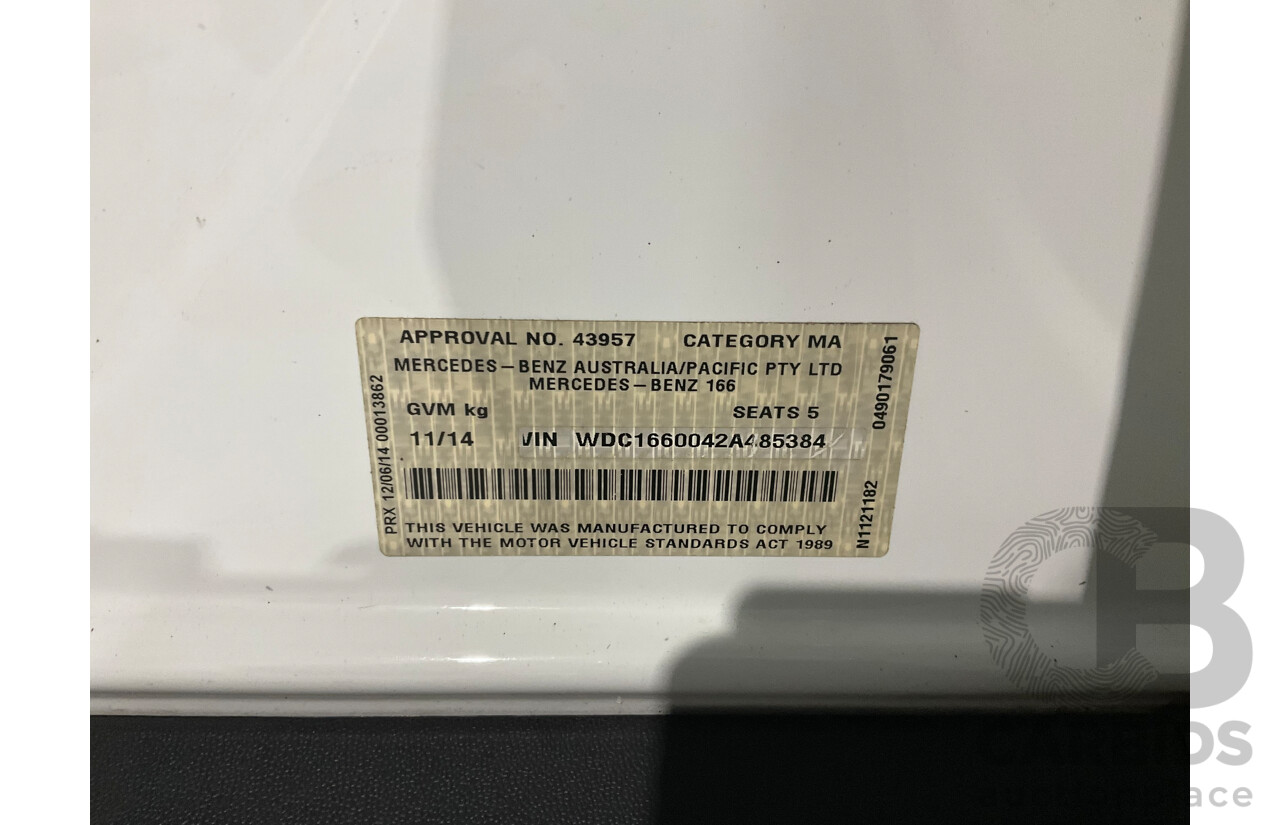 APPROVAL NO. 43957 CATEGORY MA
MERCEDES-BENZ AUSTRALIA/PACIFIC PTY LTD
MERCEDES-BENZ 166
GVM kg SEATS 5
11/14 VIN WDC1660042A485384
THIS VEHICLE WAS MANUFACTURED TO COMPLY
WITH THE MOTOR VEHICLE STANDARDS ACT 1989
PRX 12/06/14 00013862
0490179061
N1121182
CB
CARBIDS